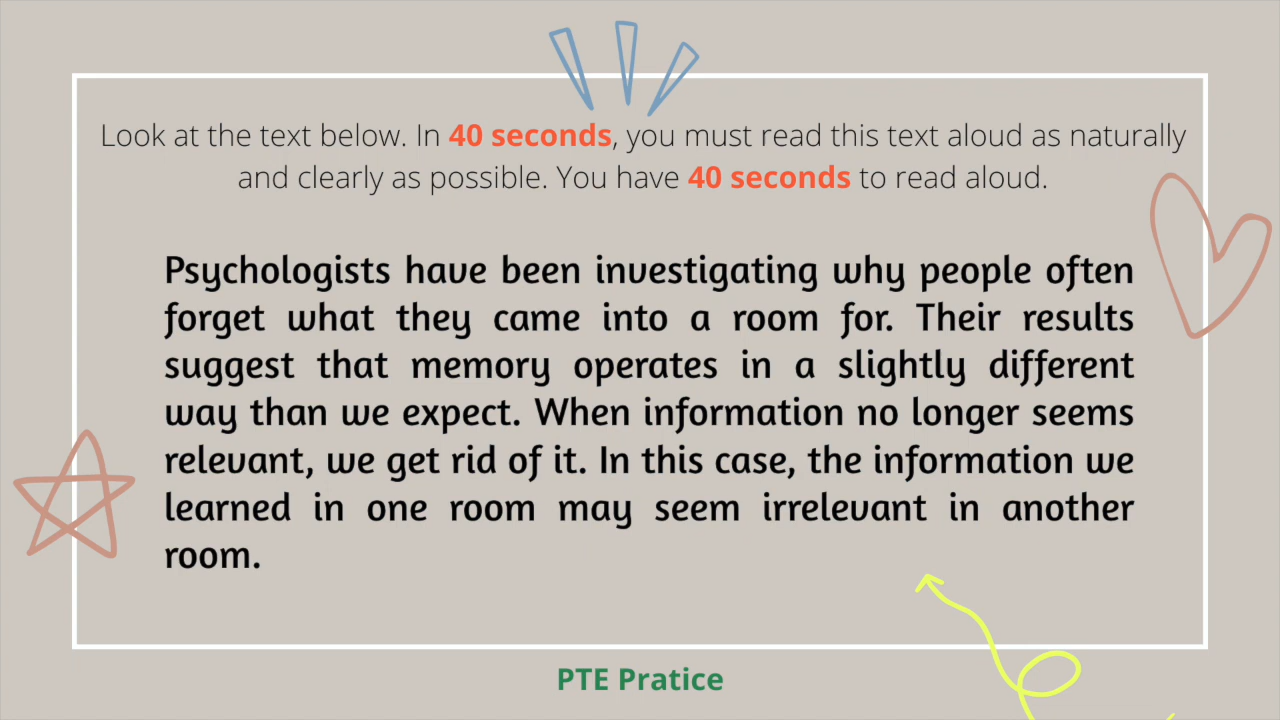 Look at the text below. In 40 seconds, you must read this text aloud as naturally
and clearly as possible. You have 40 seconds to read aloud.
Psychologists have been investigating why people often
forget what they came into a room for. Their results
suggest that memory operates in a slightly different
way than we expect. When information no longer seems
relevant, we get rid of it. In this case, the information we
learned in one room may seem irrelevant in another
room.
PTE Pratice